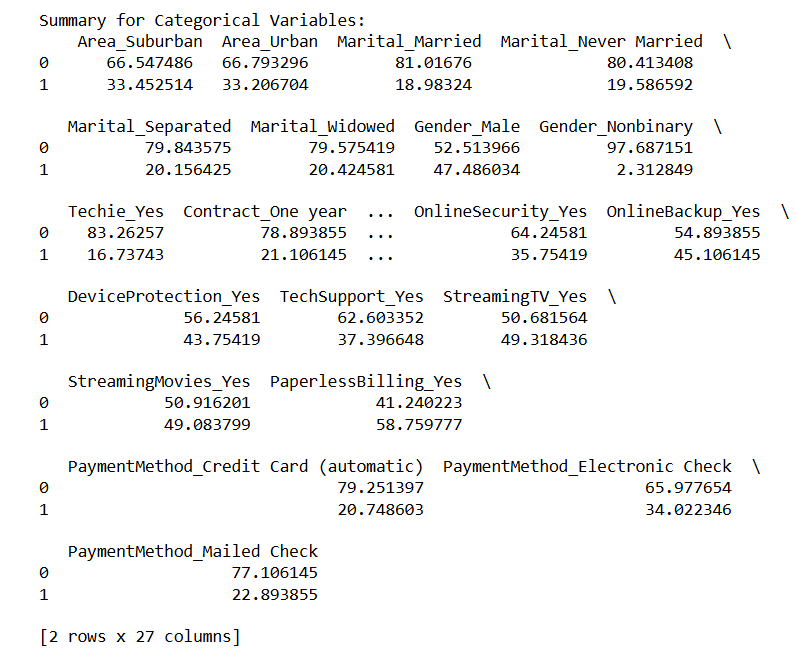 Summary for Categorical Variables:
Area_Suburban Area_Urban Marital_Married Marital_Never Married \
0 66.547486 66.793296 81.01676 80.413408
1 33.452514 33.206704 18.98324 19.586592
Marital_Separated Marital_Widowed Gender_Male Gender_Nonbinary \
0 79.843575 79.575419 52.513966 97.687151
1 20.156425 20.424581 47.486034 2.312849
Techie_Yes Contract_One year ... OnlineSecurity_Yes OnlineBackup_Yes \
0 83.26257 78.893855 ... 64.24581 54.893855
1 16.73743 21.106145 ... 35.75419 45.106145
DeviceProtection_Yes TechSupport_Yes StreamingTV_Yes \
0 56.24581 62.603352 50.681564
1 43.75419 37.396648 49.318436
StreamingMovies_Yes PaperlessBilling_Yes \
0 50.916201 41.240223
1 49.083799 58.759777
PaymentMethod_Credit Card (automatic) PaymentMethod_Electronic Check \
0 79.251397 65.977654
1 20.748603 34.022346
PaymentMethod_Mailed Check
0 77.106145
1 22.893855
[2 rows x 27 columns]